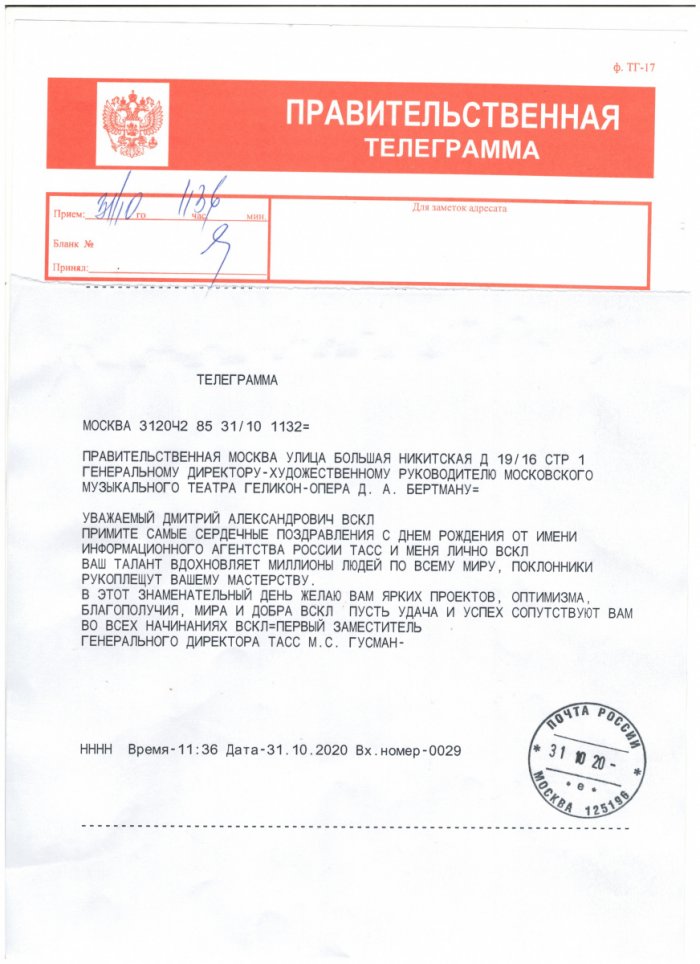 ф. ТГ-17
ПРАВИТЕЛЬСТВЕННАЯ
ТЕЛЕГРАММА
Прием: 31/10 го 1136 час. мин.
Бланк №
Принял:
Для заметок адресата
ТЕЛЕГРАММА
МОСКВА 3120Ч2 85 31/10 1132=
ПРАВИТЕЛЬСТВЕННАЯ МОСКВА УЛИЦА БОЛЬШАЯ НИКИТСКАЯ Д 19/16 СТР 1
ГЕНЕРАЛЬНОМУ ДИРЕКТОРУ-ХУДОЖЕСТВЕННОМУ РУКОВОДИТЕЛЮ МОСКОВСКОГО
МУЗЫКАЛЬНОГО ТЕАТРА ГЕЛИКОН-ОПЕРА Д. А. БЕРТМАНУ=
УВАЖАЕМЫЙ ДМИТРИЙ АЛЕКСАНДРОВИЧ ВСКЛ
ПРИМИТЕ САМЫЕ СЕРДЕЧНЫЕ ПОЗДРАВЛЕНИЯ С ДНЕМ РОЖДЕНИЯ ОТ ИМЕНИ
ИНФОРМАЦИОННОГО АГЕНТСТВА РОССИИ ТАСС И МЕНЯ ЛИЧНО ВСКЛ
ВАШ ТАЛАНТ ВДОХНОВЛЯЕТ МИЛЛИОНЫ ЛЮДЕЙ ПО ВСЕМУ МИРУ, ПОКЛОННИКИ
РУКОПЛЕЩУТ ВАШЕМУ МАСТЕРСТВУ.
В ЭТОТ ЗНАМЕНАТЕЛЬНЫЙ ДЕНЬ ЖЕЛАЮ ВАМ ЯРКИХ ПРОЕКТОВ, ОПТИМИЗМА,
БЛАГОПОЛУЧИЯ, МИРА И ДОБРА ВСКЛ ПУСТЬ УДАЧА И УСПЕХ СОПУТСТВУЮТ ВАМ
ВО ВСЕХ НАЧИНАНИЯХ ВСКЛ=ПЕРВЫЙ ЗАМЕСТИТЕЛЬ
ГЕНЕРАЛЬНОГО ДИРЕКТОРА ТАСС М.С. ГУСМАН-
НННН Время-11:36 Дата-31.10.2020 Вх.номер-0029
ПОЧТА РОССИИ
31 10 20-
* е *
* МОСКВА 125196 *